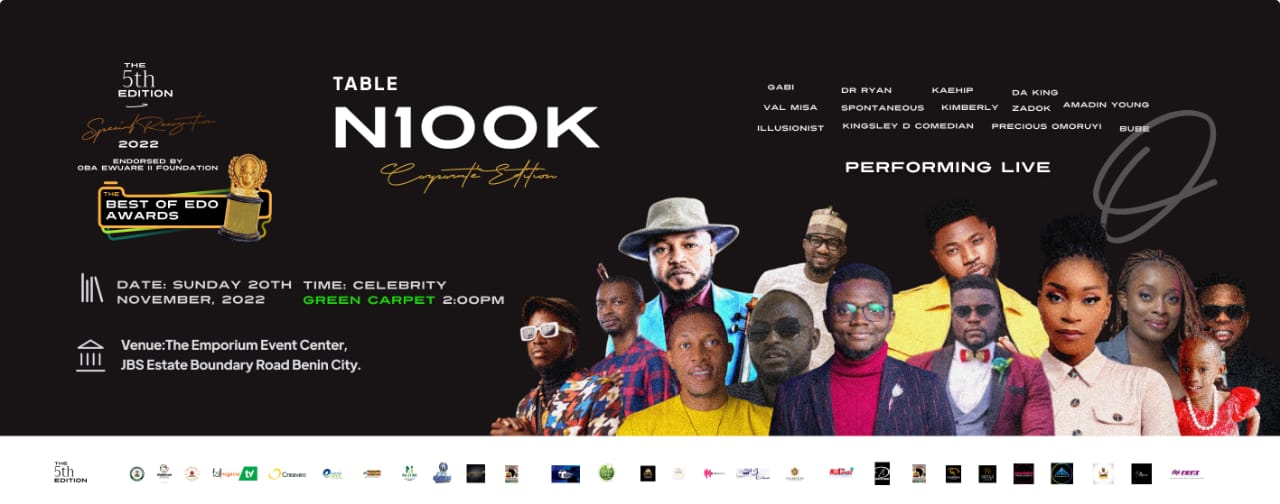 THE
5th
EDITION
Special Recognition
2022
ENDORSED BY
OBA EWUARE II FOUNDATION
THE
BEST OF EDO
AWARDS
TABLE
N100K
Corporate Edition
GABI
DR RYAN
KAEHIP
DA KING
VAL MISA
SPONTANEOUS
KIMBERLY
ZADOK
AMADIN YOUNG
ILLUSIONIST
KINGSLEY D COMEDIAN
PRECIOUS OMORUYI
BUBE
PERFORMING LIVE
DATE: SUNDAY 20TH
NOVEMBER, 2022
TIME: CELEBRITY
GREEN CARPET 2:00PM
Venue:The Emporium Event Center,
JBS Estate Boundary Road Benin City.
THE
5th
EDITION
tv